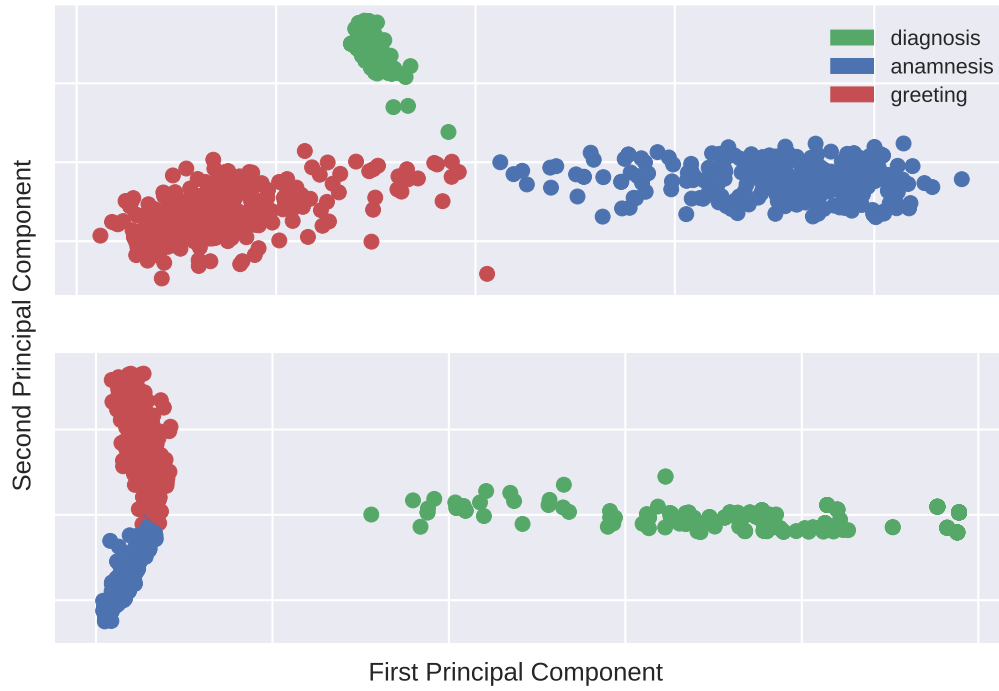 diagnosis
anamnesis
greeting
Second Principal Component
First Principal Component